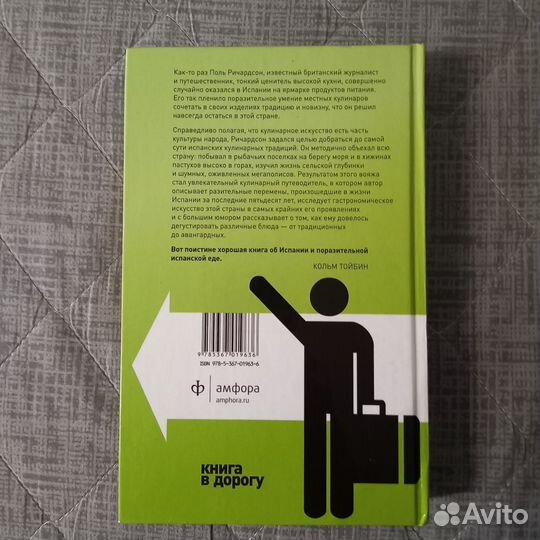 Как-то раз Поль Ричардсон, известный британский журналист
и путешественник, тонкий ценитель высокой кухни, совершенно
случайно оказался в Испании на ярмарке продуктов питания.
Его так пленило поразительное умение местных кулинаров
сочетать в своих изделиях традицию и новизну, что он решил
навсегда остаться в этой стране.
Справедливо полагая, что кулинарное искусство есть часть
культуры народа, Ричардсон задался целью добраться до самой
сути испанских кулинарных традиций. Он методично объехал всю
страну: побывал в рыбачьих поселках на берегу моря и в хижинах
пастухов высоко в горах, изучил жизнь сельской глубинки
и шумных, оживленных мегаполисов. Результатом этого вояжа
стал увлекательный кулинарный путеводитель, в котором автор
описывает разительные перемены, произошедшие в жизни
Испании за последние пятьдесят лет, исследует гастрономическое
искусство этой страны в самых крайних его проявлениях
и с большим юмором рассказывает о том, как ему довелось
дегустировать различные блюда — от традиционных
до авангардных.
Вот поистине хорошая книга об Испании и поразительной
испанской еде.
КОЛЬМ ТОЙБИН
9 785367 019636
ISBN 978-5-367-01963-6
ф амфора
amphora.ru
книга
в дорогу
Avito